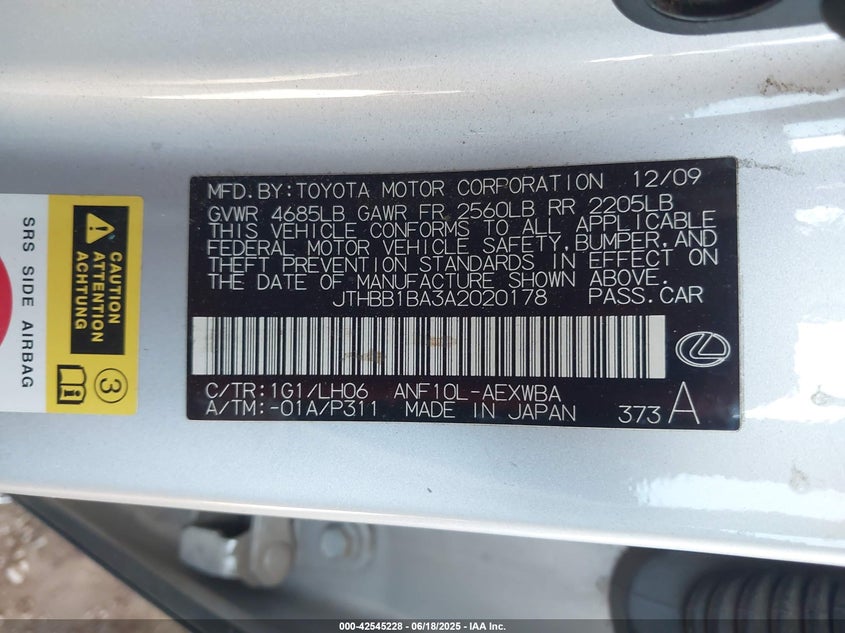 MFD.BY:TOYOTA MOTOR CORPORATION 12/09
GVWR 4685LB GAWR FR 2560LB RR 2205LB
THIS VEHICLE CONFORMS TO ALL APPLICABLE
FEDERAL MOTOR VEHICLE SAFETY,BUMPER,AND
THEFT PREVENTION STANDARDS IN EFFECT ON
THE DATE OF MANUFACTURE SHOWN ABOVE.
JTHBB1BA3A2020178 PASS.CAR
C/TR:1G1/LH06 ANF10L-AEXWBA
A/TM:-01A/P311 MADE IN JAPAN 373A
CAUTION
ATTENTION
ACHTUNG
3
SRS SIDE AIRBAG
000-42545228 - 06/18/2025 - IAA Inc.